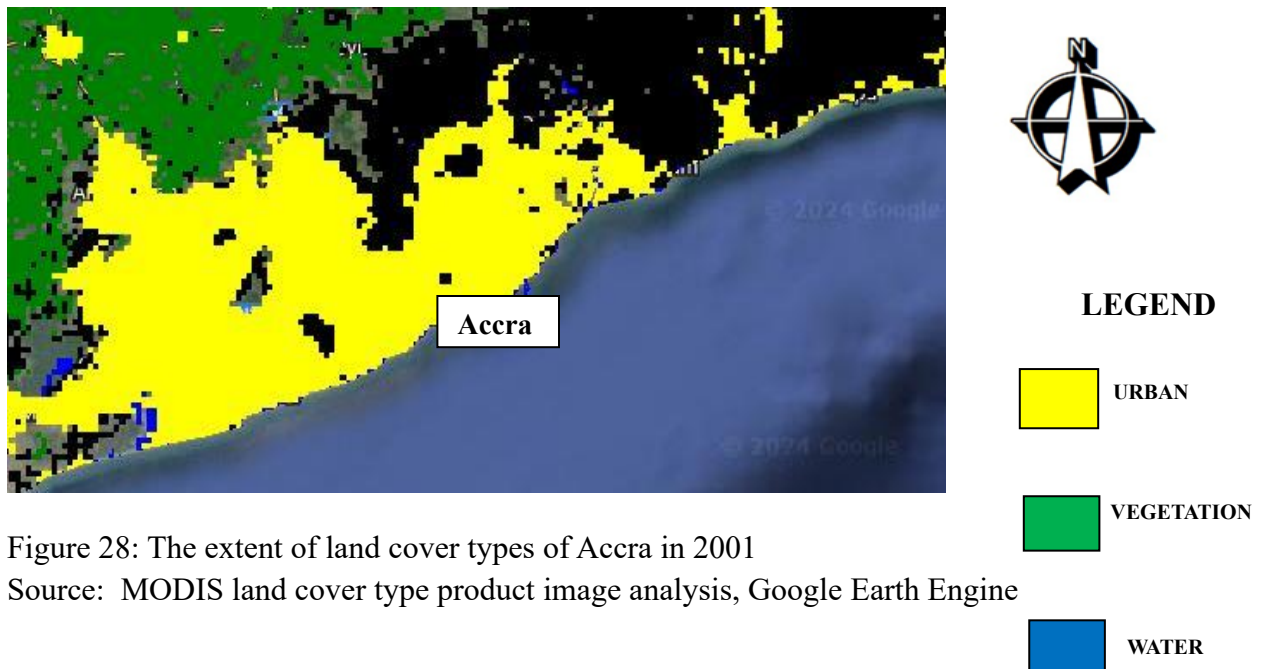 N
© 2024 Google
Accra
© 2024 Google
LEGEND
URBAN
VEGETATION
WATER
Figure 28: The extent of land cover types of Accra in 2001
Source: MODIS land cover type product image analysis, Google Earth Engine